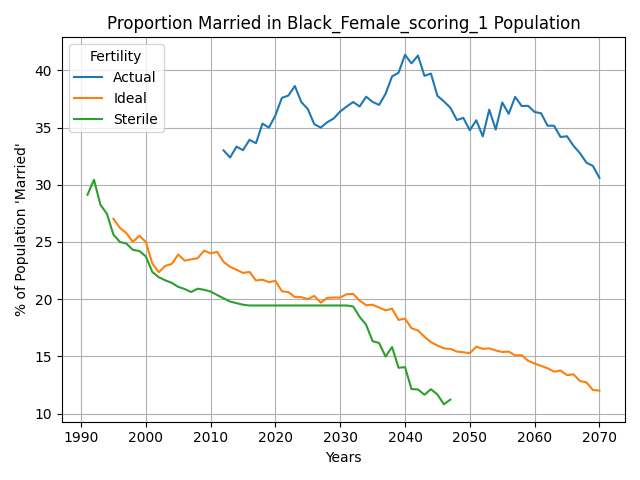 Proportion Married in Black_Female_scoring_1 Population
Fertility
Actual
Ideal
Sterile
% of Population 'Married'
40
35
30
25
20
15
10
1990 2000 2010 2020 2030 2040 2050 2060 2070
Years